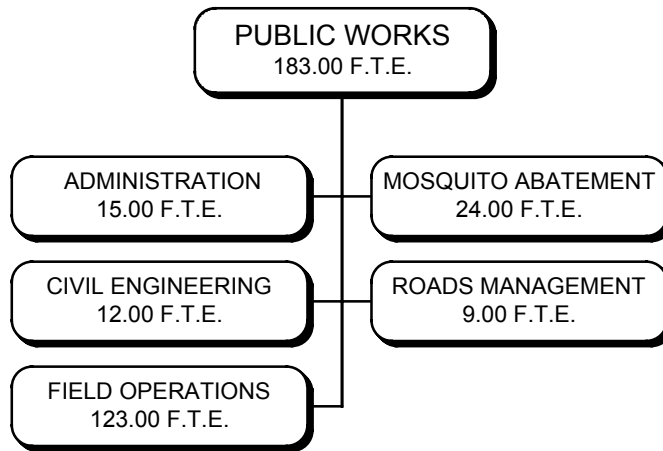 PUBLIC WORKS
183.00 F.T.E.
ADMINISTRATION
15.00 F.T.E.
MOSQUITO ABATEMENT
24.00 F.T.E.
CIVIL ENGINEERING
12.00 F.T.E.
ROADS MANAGEMENT
9.00 F.T.E.
FIELD OPERATIONS
123.00 F.T.E.